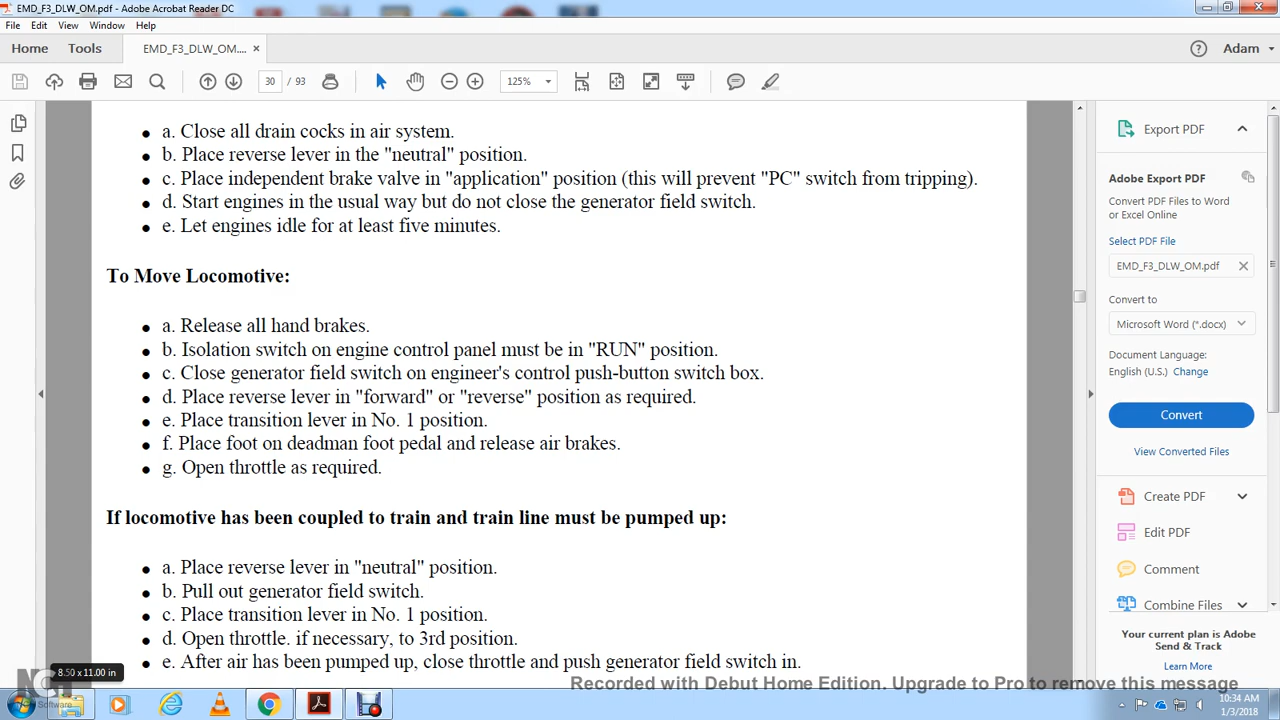 EMD_F3_DLW_OM.pdf - Adobe Acrobat Reader DC
File Edit View Window Help
Home Tools EMD_F3_DLW_OM.... × Adam
30 / 93 125%
a. Close all drain cocks in air system.
b. Place reverse lever in the "neutral" position.
c. Place independent brake valve in "application" position (this will prevent "PC" switch from tripping).
d. Start engines in the usual way but do not close the generator field switch.
e. Let engines idle for at least five minutes.
To Move Locomotive:
a. Release all hand brakes.
b. Isolation switch on engine control panel must be in "RUN" position.
c. Close generator field switch on engineer's control push-button switch box.
d. Place reverse lever in "forward" or "reverse" position as required.
e. Place transition lever in No. 1 position.
f. Place foot on deadman foot pedal and release air brakes.
g. Open throttle as required.
If locomotive has been coupled to train and train line must be pumped up:
a. Place reverse lever in "neutral" position.
b. Pull out generator field switch.
c. Place transition lever in No. 1 position.
d. Open throttle. if necessary, to 3rd position.
e. After air has been pumped up, close throttle and push generator field switch in.
8.50 x 11.00 in
Export PDF
Adobe Export PDF
Convert PDF Files to Word
or Excel Online
Select PDF File
EMD_F3_DLW_OM.pdf
Convert to
Microsoft Word (*.docx)
Document Language:
English (U.S.) Change
Convert
View Converted Files
Create PDF
Edit PDF
Comment
Combine Files
Your current plan is Adobe
Send & Track
Learn More
NCH Software
Recorded with Debut Home Edition. Upgrade to Pro to remove this message
10:34 AM
1/3/2018